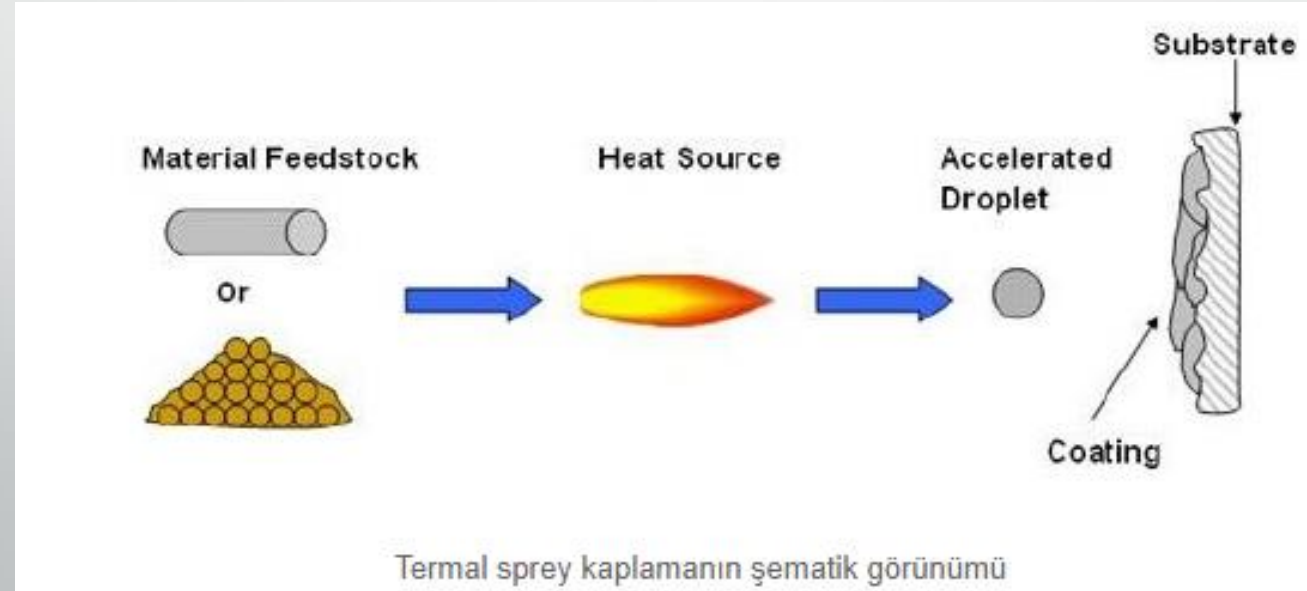 Substrate
Material Feedstock
Heat Source
Accelerated
Droplet
Or
Coating
Termal sprey kaplamanın şematik görünümü